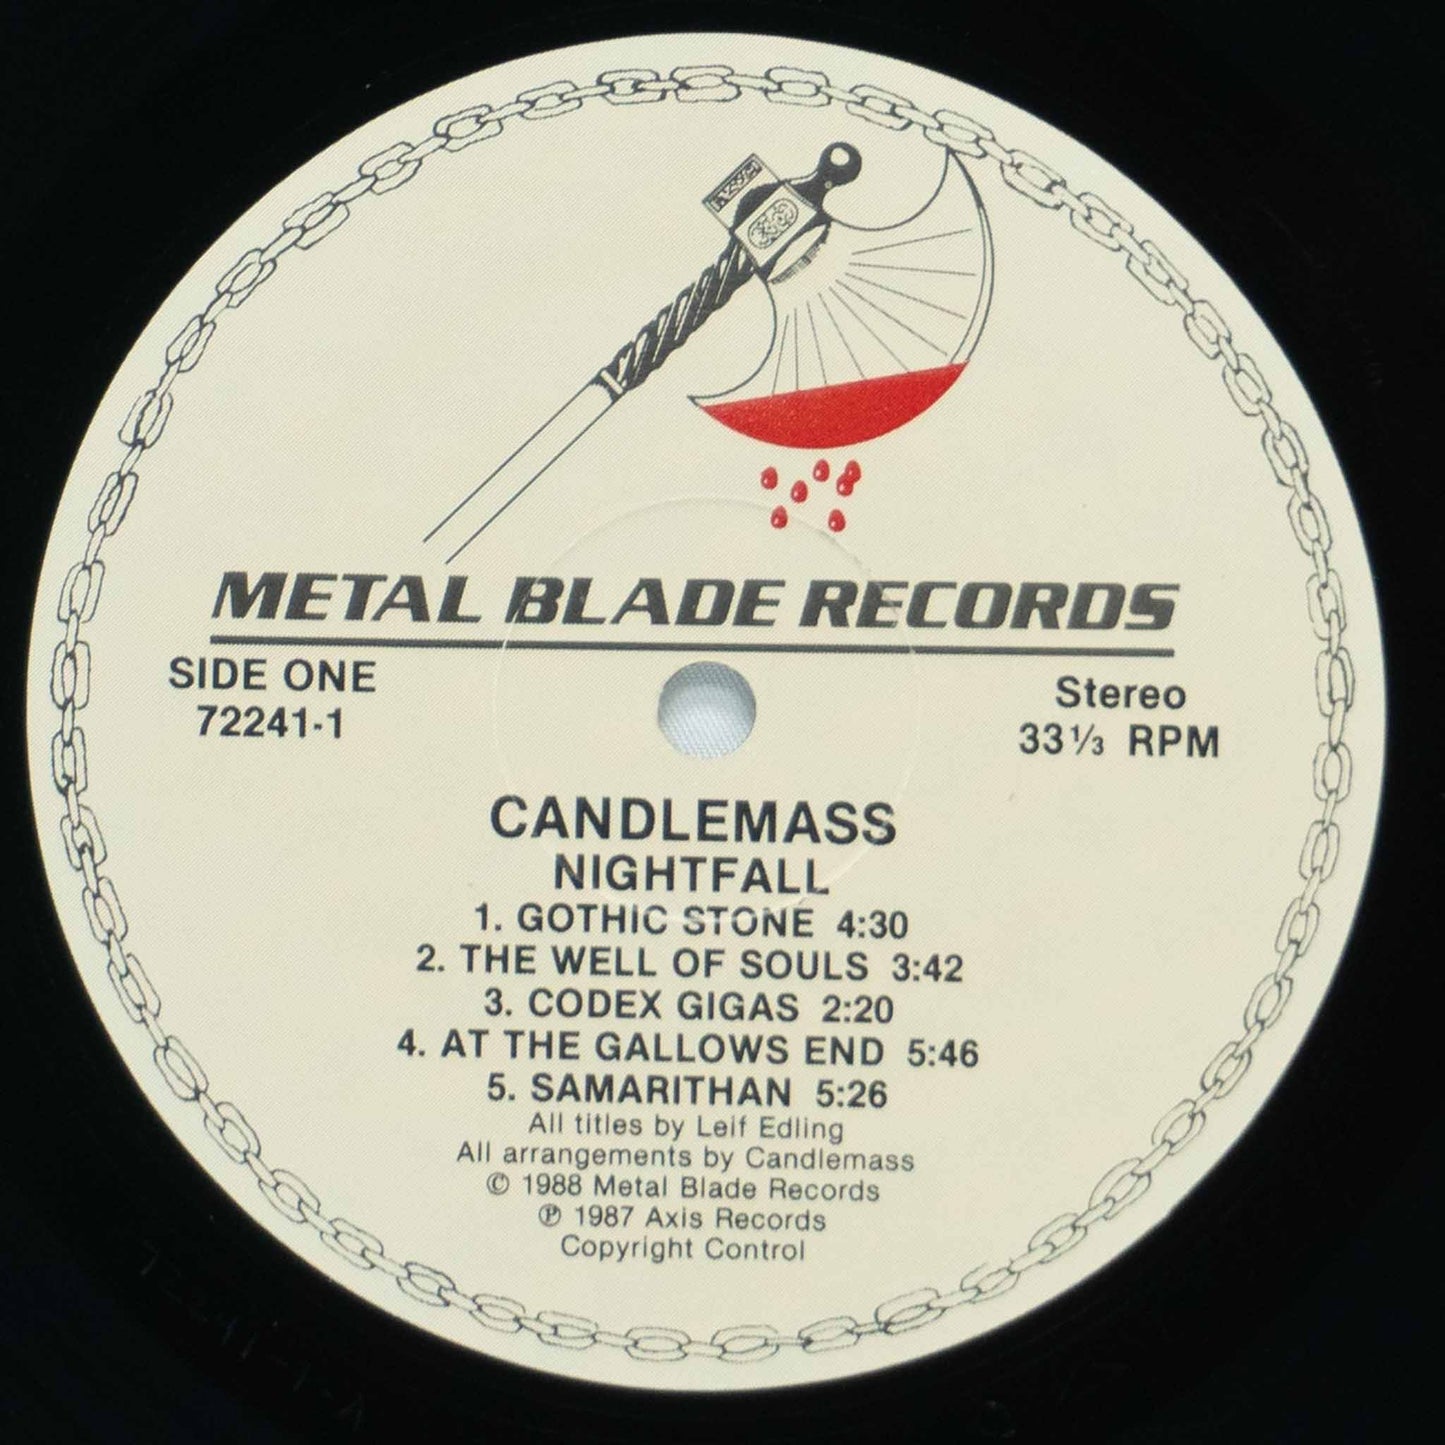 METAL BLADE RECORDS
SIDE ONE
72241-1
Stereo
33⅓ RPM
CANDLEMASS
NIGHTFALL
1. GOTHIC STONE 4:30
2. THE WELL OF SOULS 3:42
3. CODEX GIGAS 2:20
4. AT THE GALLOWS END 5:46
5. SAMARITHAN 5:26
All titles by Leif Edling
All arrangements by Candlemass
© 1988 Metal Blade Records
℗ 1987 Axis Records
Copyright Control